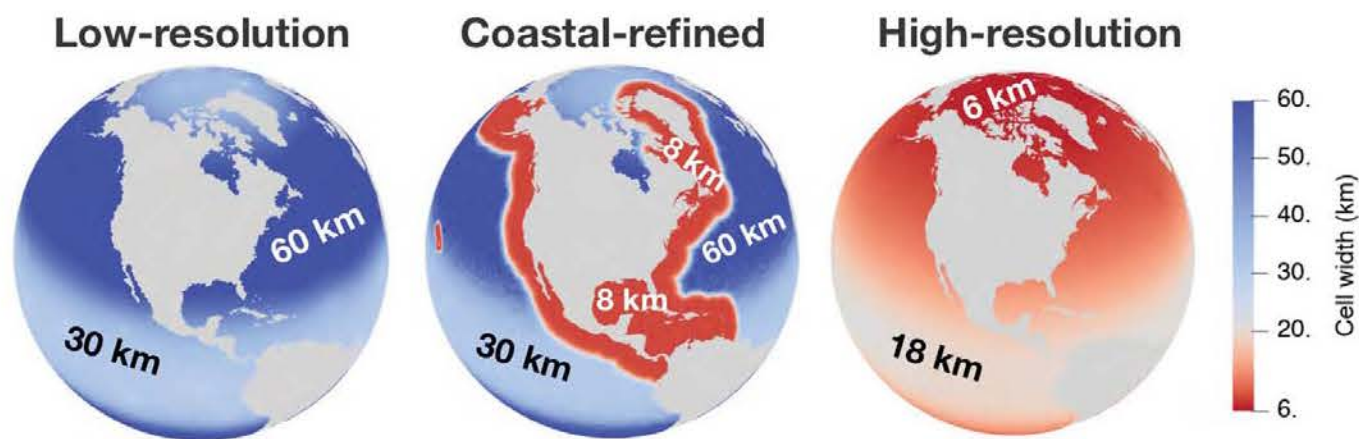 Low-resolution
Coastal-refined
High-resolution
60 km
30 km
8 km
60 km
8 km
30 km
6 km
18 km
60.
50.
40.
30.
20.
6.
Cell width (km)